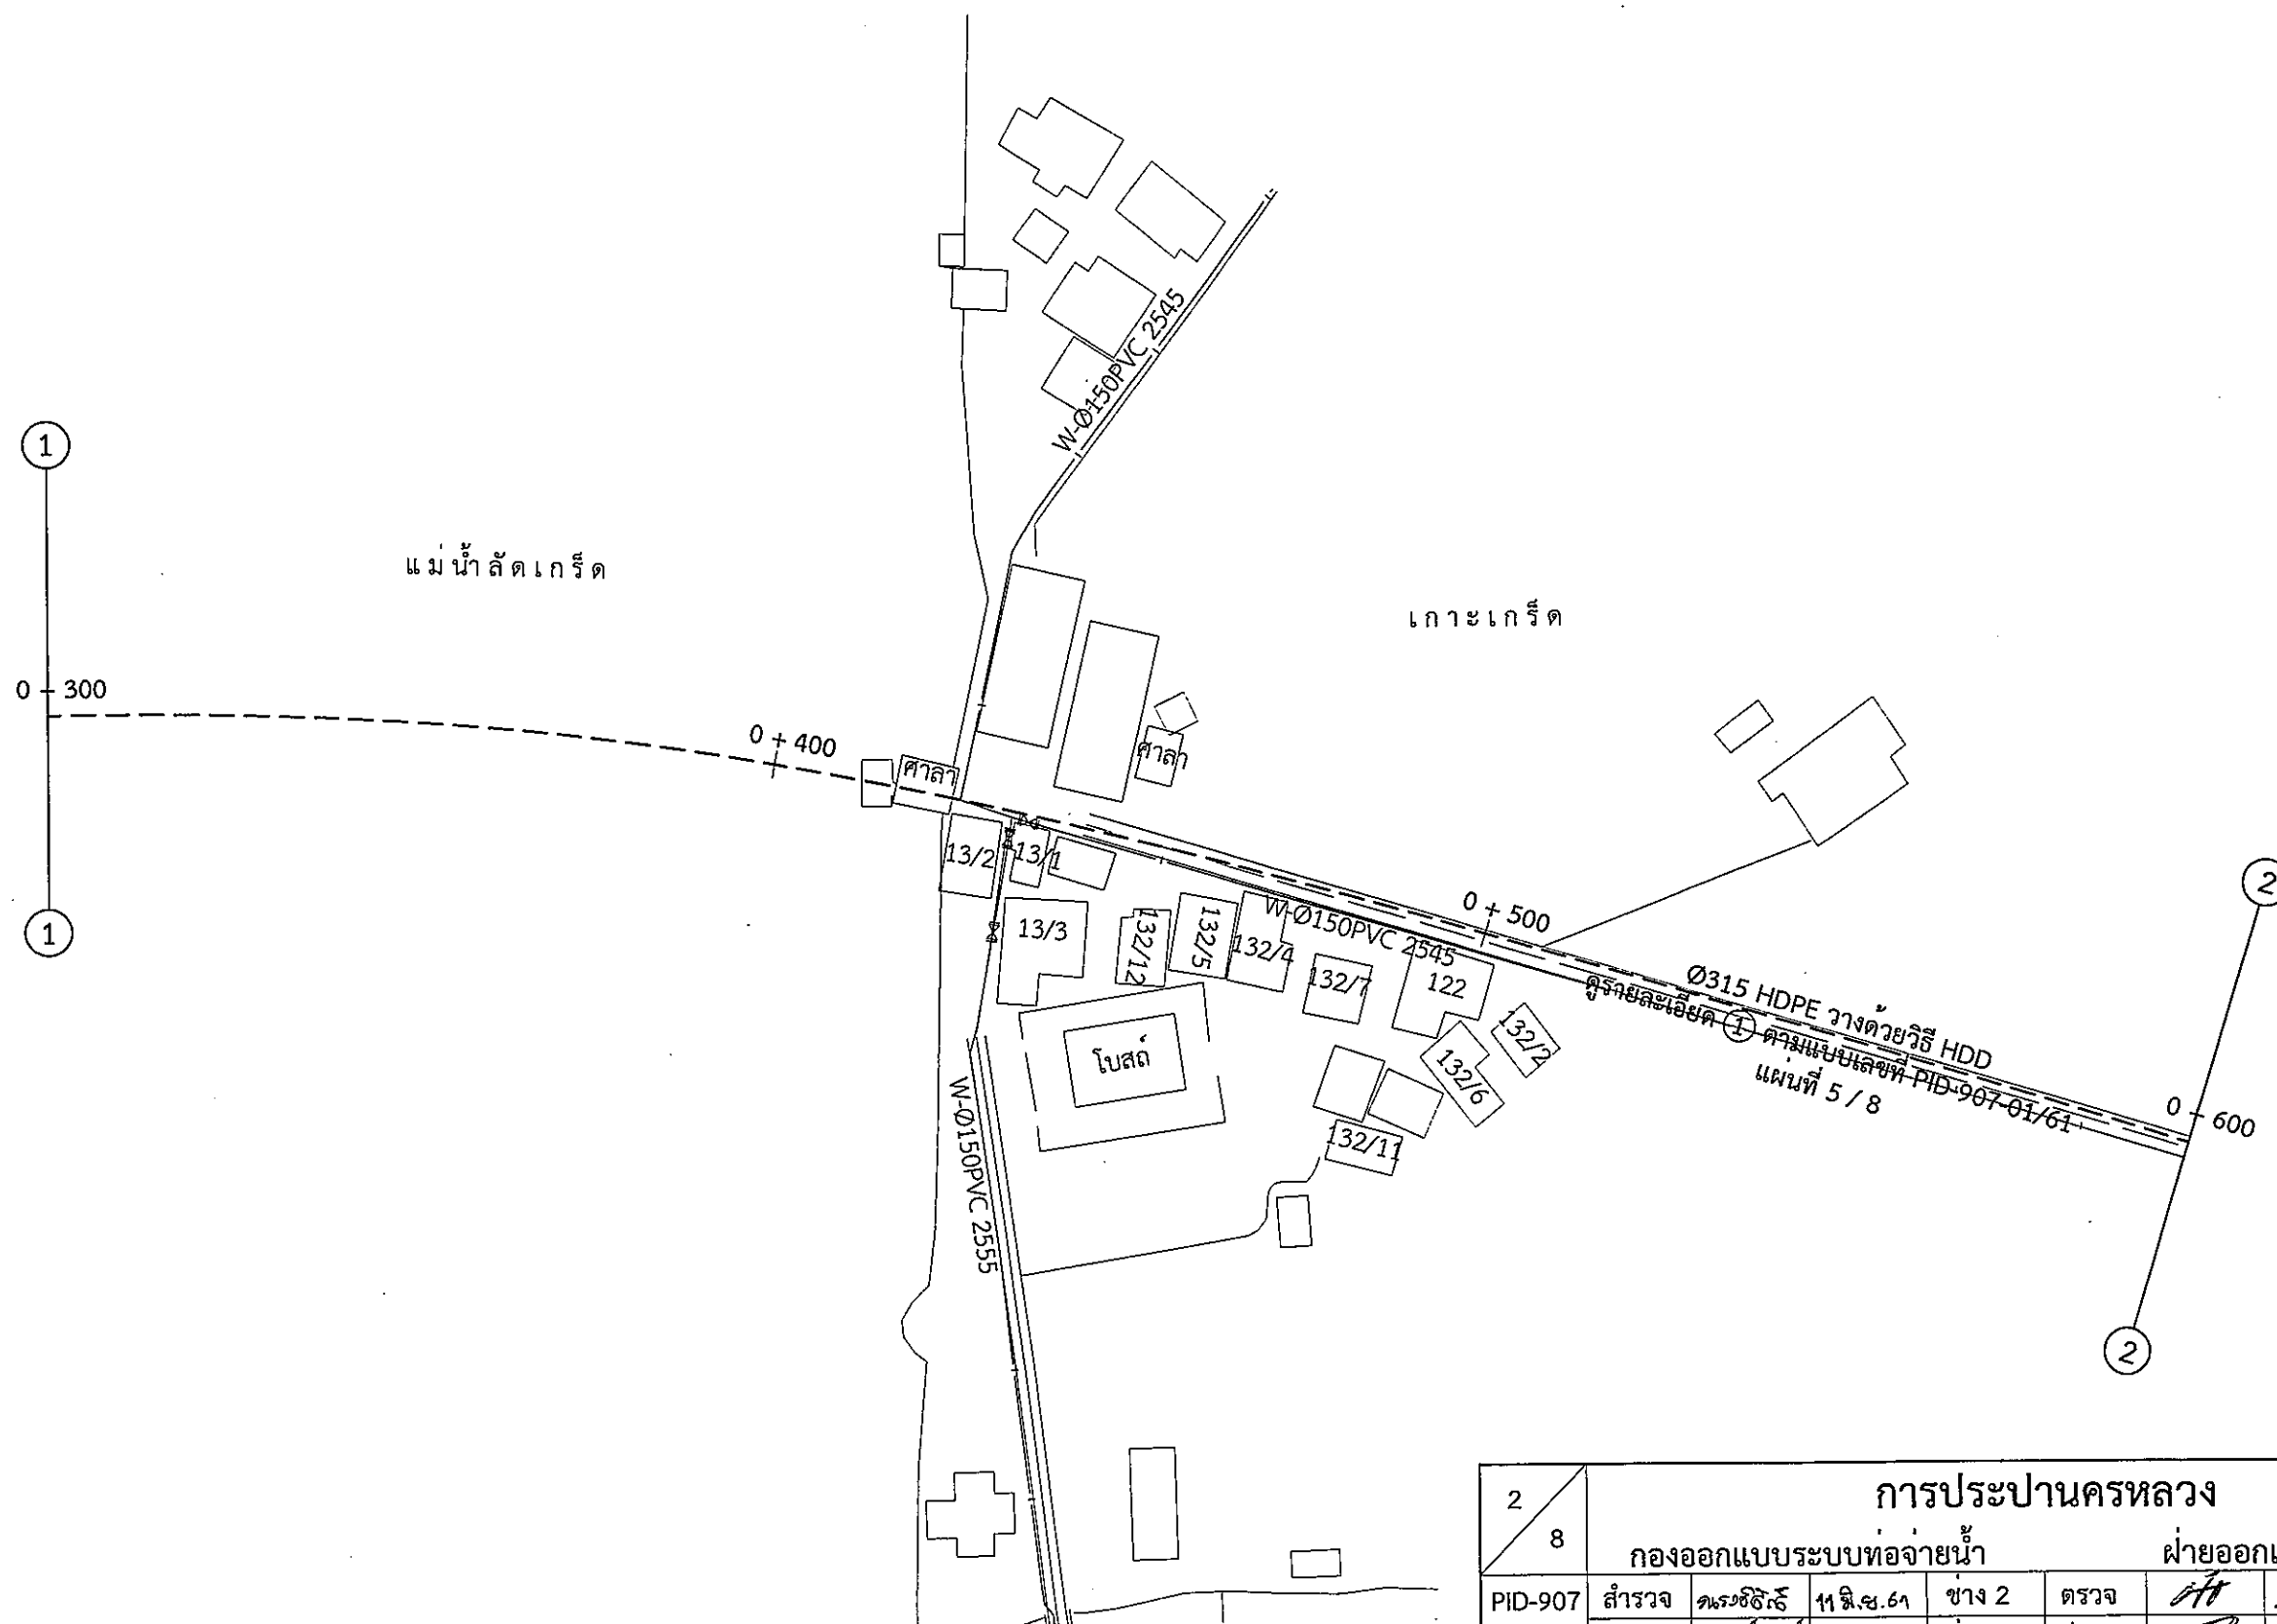 W-Ø150PVC 2545
1
แม่น้ำลัดเกร็ด
เกาะเกร็ด
0 + 300
0 + 400
ศาลา
ศาลา
13/2
13/1
2
13/3
132/12
132/5
132/4
W-Ø150PVC 2545
0 + 500
132/7
122
Ø315 HDPE วางด้วยวิธี HDD
ดูรายละเอียด 1 ตามแบบเลขที่ PID-907-01/61
แผ่นที่ 5 / 8
1
โบสถ์
132/2
132/6
132/11
0 + 600
W-Ø150PVC 2555
2
2
8
การประปานครหลวง
กองออกแบบระบบท่อจ่ายน้ำ
PID-907
สำรวจ
11 มิ.ย.61
ช่าง 2
ตรวจ